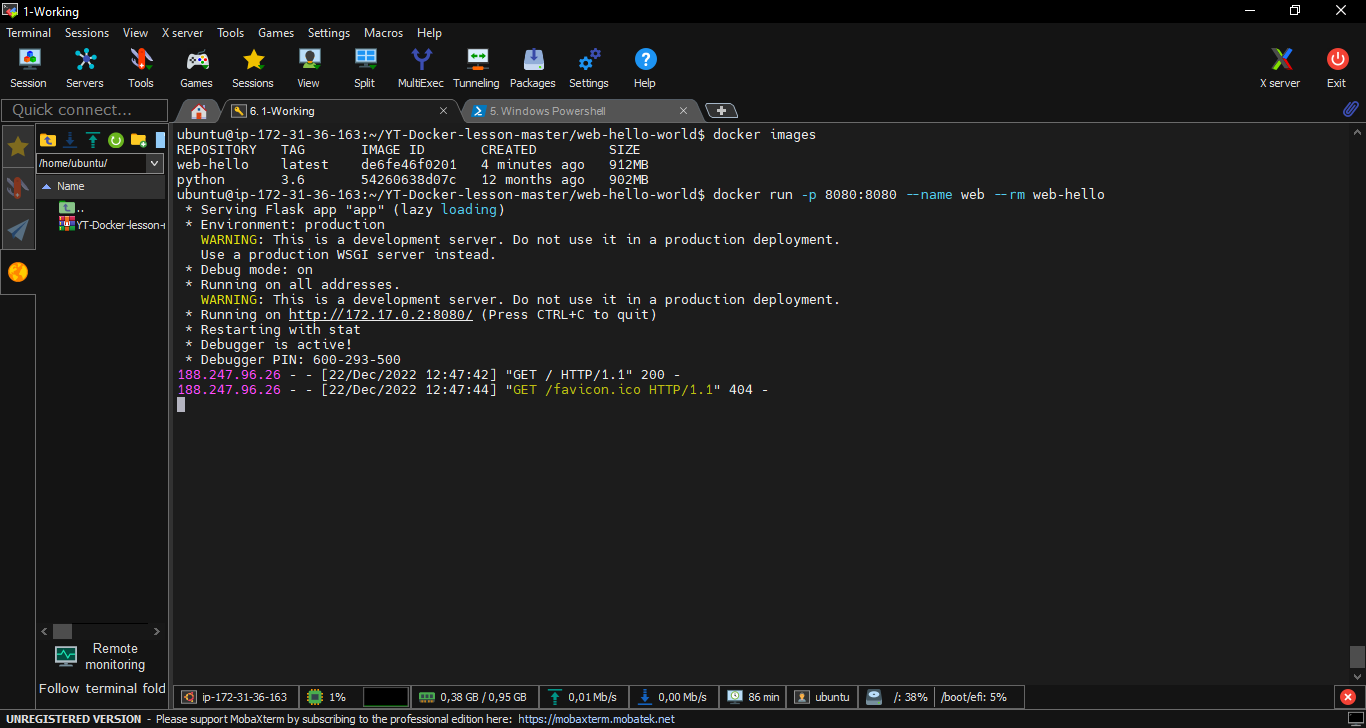 1-Working
Terminal Sessions View X server Tools Games Settings Macros Help
Session Servers Tools Games Sessions View Split MultiExec Tunneling Packages Settings Help X server Exit
Quick connect...
6. 1-Working
5. Windows Powershell
/home/ubuntu/
Name
..
YT-Docker-lesson-
ubuntu@ip-172-31-36-163:~/YT-Docker-lesson-master/web-hello-world$ docker images
REPOSITORY   TAG       IMAGE ID       CREATED         SIZE
web-hello    latest    de6fe46f0201   4 minutes ago   912MB
python       3.6       54260638d07c   12 months ago   902MB
ubuntu@ip-172-31-36-163:~/YT-Docker-lesson-master/web-hello-world$ docker run -p 8080:8080 --name web --rm web-hello
 * Serving Flask app "app" (lazy loading)
 * Environment: production
   WARNING: This is a development server. Do not use it in a production deployment.
   Use a production WSGI server instead.
 * Debug mode: on
 * Running on all addresses.
   WARNING: This is a development server. Do not use it in a production deployment.
 * Running on http://172.17.0.2:8080/ (Press CTRL+C to quit)
 * Restarting with stat
 * Debugger is active!
 * Debugger PIN: 600-293-500
188.247.96.26 - - [22/Dec/2022 12:47:42] "GET / HTTP/1.1" 200 -
188.247.96.26 - - [22/Dec/2022 12:47:44] "GET /favicon.ico HTTP/1.1" 404 -
Remote
monitoring
Follow terminal fold
ip-172-31-36-163 1% 0,38 GB / 0,95 GB 0,01 Mb/s 0,00 Mb/s 86 min ubuntu /: 38% /boot/efi: 5%
UNREGISTERED VERSION - Please support MobaXterm by subscribing to the professional edition here: https://mobaxterm.mobatek.net